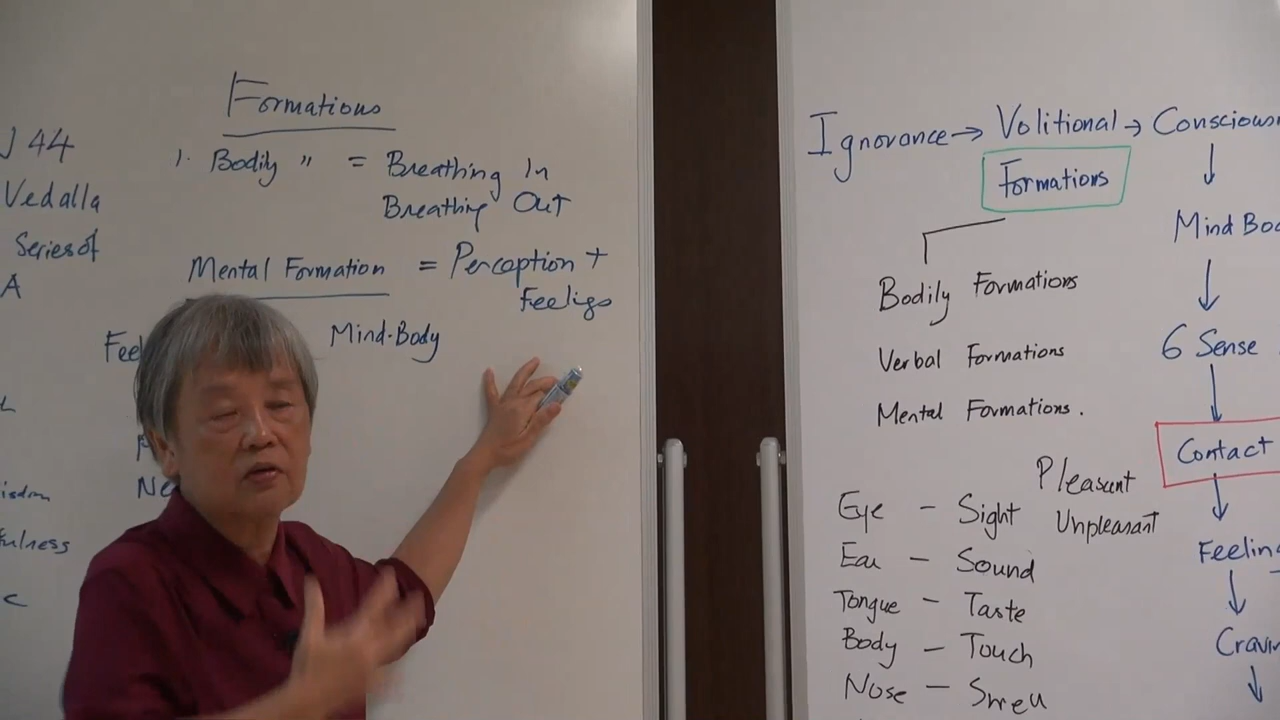 Formations
44
Vedalla
Series of
A
1. Bodily " = Breathing In
Breathing Out
Mental Formation = Perception +
Feeligs
Mind-Body
Ignorance → Volitional → Consciousn
Formations
Mind Bod
Bodily Formations
6 Sense
Verbal Formations
Mental Formations.
Contact
Pleasant
Unpleasant
Eye - Sight
Feeling
Ear - Sound
Tongue - Taste
Body - Touch
Cravin
Nose - Smell